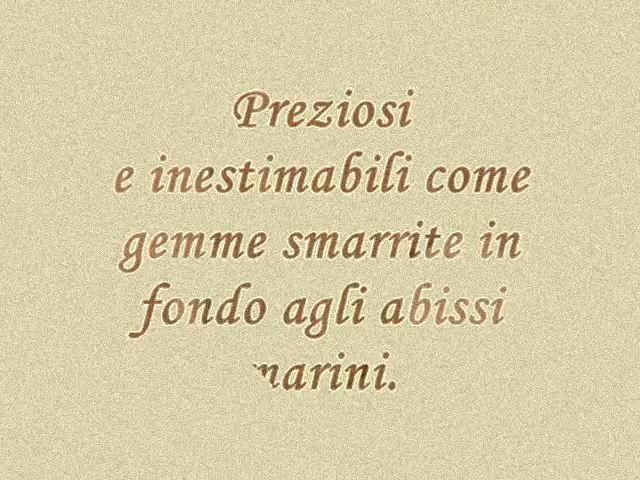 Preziosi
e inestimabili come
gemme smarrite in
fondo agli abissi
marini.